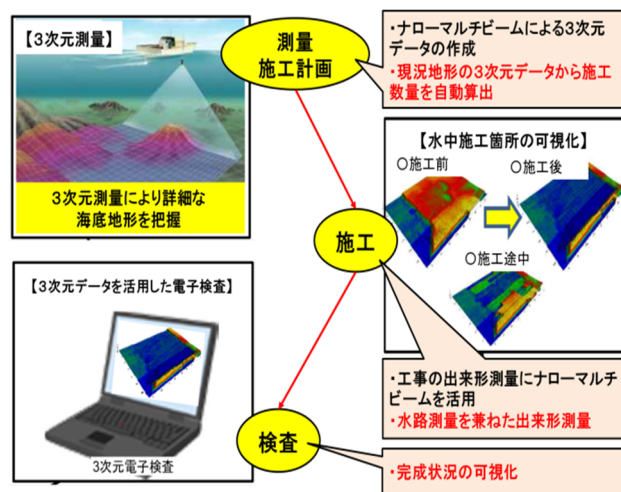 【３次元測量】
３次元測量により詳細な
海底地形を把握
測量
施工計画
・ナローマルチビームによる３次元
データの作成
・現況地形の３次元データから施工
数量を自動算出
【水中施工箇所の可視化】
○施工前
○施工後
○施工途中
施工
・工事の出来形測量にナローマルチ
ビームを活用
・水路測量を兼ねた出来形測量
【３次元データを活用した電子検査】
3次元電子検査
検査
・完成状況の可視化